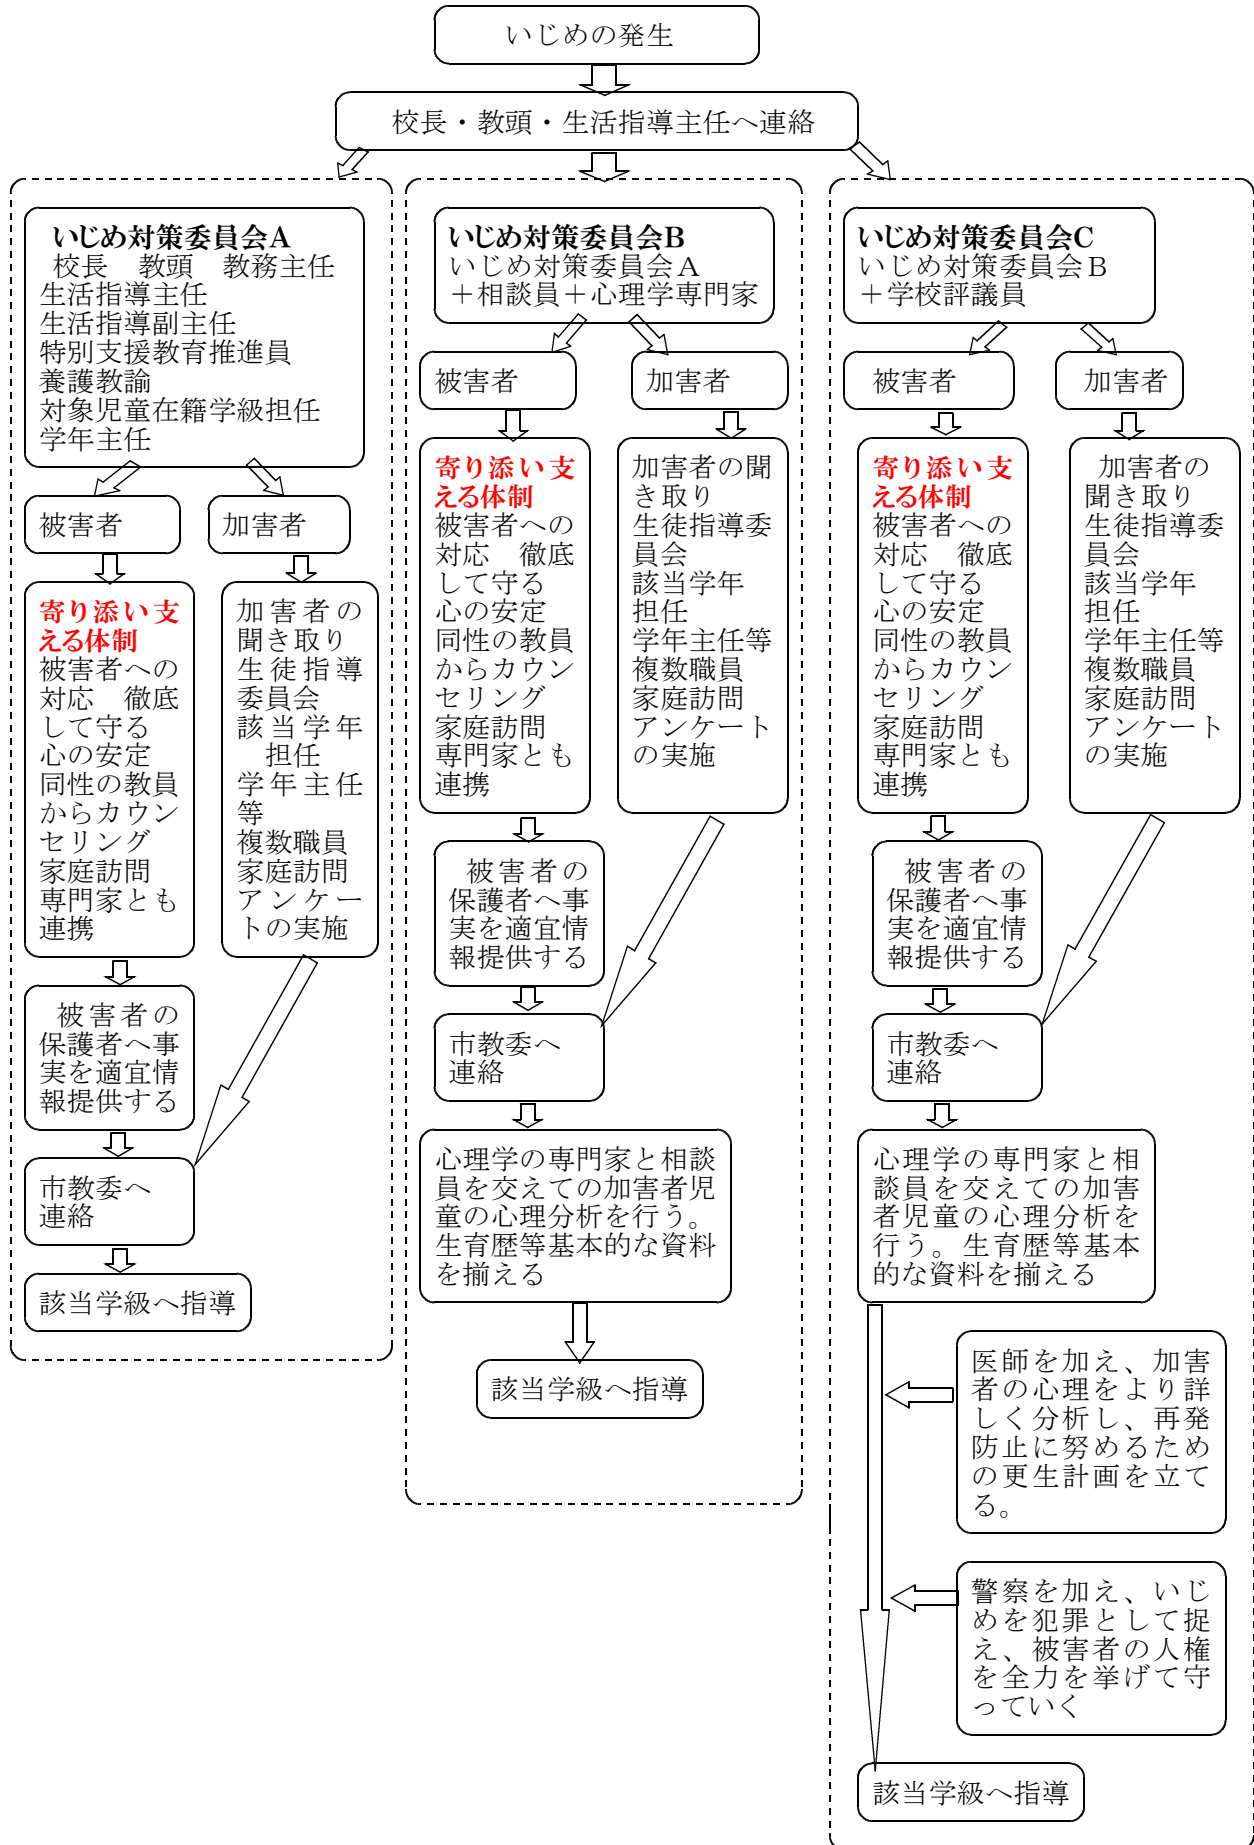 いじめの発生
校長・教頭・生活指導主任へ連絡
いじめ対策委員会A
校長　教頭　教務主任
生活指導主任
生活指導副主任
特別支援教育推進員
養護教諭
対象児童在籍学級担任
学年主任
被害者
加害者
寄り添い支
える体制
被害者への
対応　徹底
して守る
心の安定
同性の教員
からカウン
セリング
家庭訪問
専門家とも
連携
加害者の
聞き取り
生徒指導
委員会
該当学年
担任
学年主任
等
複数職員
家庭訪問
アンケー
トの実施
被害者の
保護者へ事
実を適宜情
報提供する
市教委へ
連絡
該当学級へ指導
いじめ対策委員会B
いじめ対策委員会Ａ
＋相談員＋心理学専門家
被害者
加害者
寄り添い支
える体制
被害者への
対応　徹底
して守る
心の安定
同性の教員
からカウン
セリング
家庭訪問
専門家とも
連携
加害者の聞
き取り
生徒指導委
員会
該当学年
担任
学年主任等
複数職員
家庭訪問
アンケート
の実施
被害者の
保護者へ事
実を適宜情
報提供する
市教委へ
連絡
心理学の専門家と相談
員を交えての加害者児
童の心理分析を行う。
生育歴等基本的な資料
を揃える
該当学級へ指導
いじめ対策委員会C
いじめ対策委員会Ｂ
＋学校評議員
被害者
加害者
寄り添い支
える体制
被害者への
対応　徹底
して守る
心の安定
同性の教員
からカウン
セリング
家庭訪問
専門家とも
連携
加害者の
聞き取り
生徒指導委
員会
該当学年
担任
学年主任等
複数職員
家庭訪問
アンケート
の実施
被害者の
保護者へ事
実を適宜情
報提供する
市教委へ
連絡
心理学の専門家と相
談員を交えての加害
者児童の心理分析を
行う。生育歴等基本
的な資料を揃える
医師を加え、加害
者の心理をより詳
しく分析し、再発
防止に努めるため
の更生計画を立て
る。
警察を加え、いじ
めを犯罪として捉
え、被害者の人権
を全力を挙げて守
っていく
該当学級へ指導